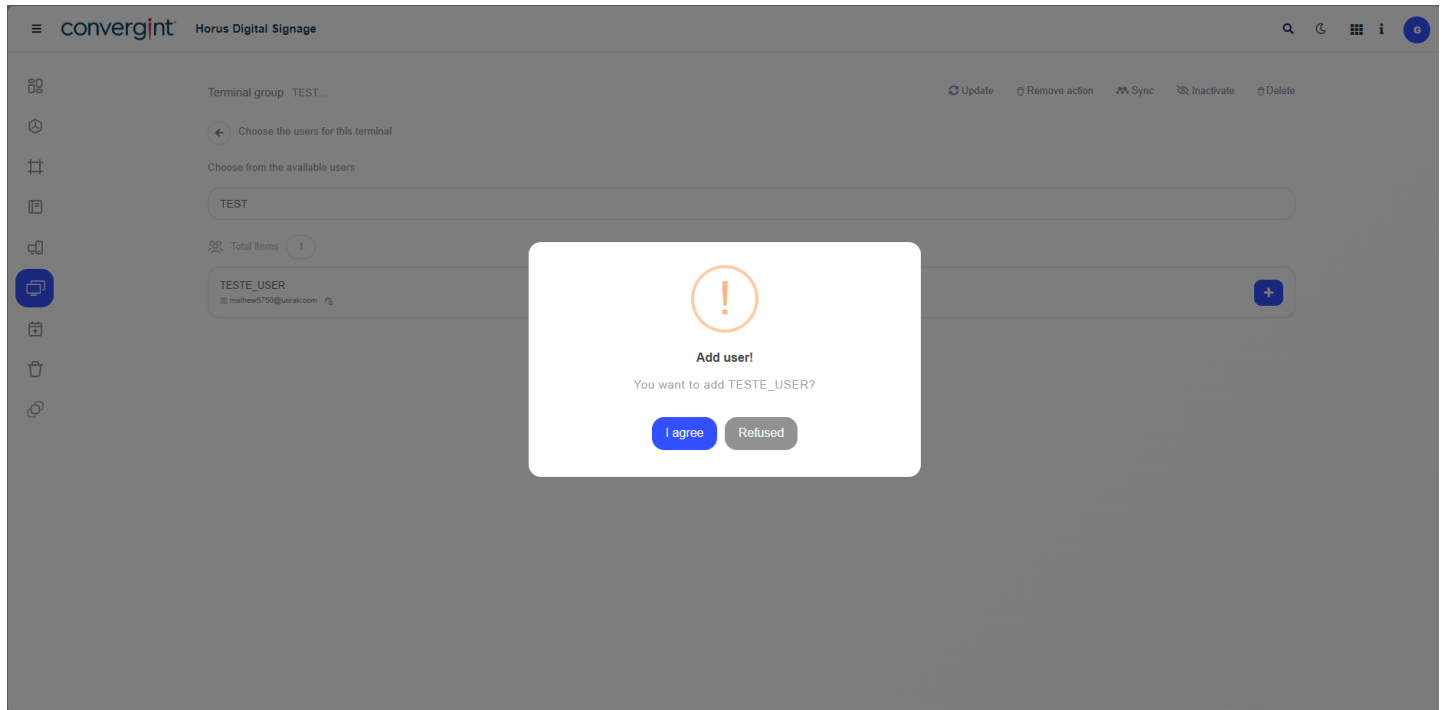 convergint Horus Digital Signage
G
Terminal group TEST...
Update Remove action Sync Inactivate Delete
Choose the users for this terminal
Choose from the available users
TEST
Total items 1
TESTE_USER
mathew5750@uorak.com
!
Add user!
You want to add TESTE_USER?
I agree Refused